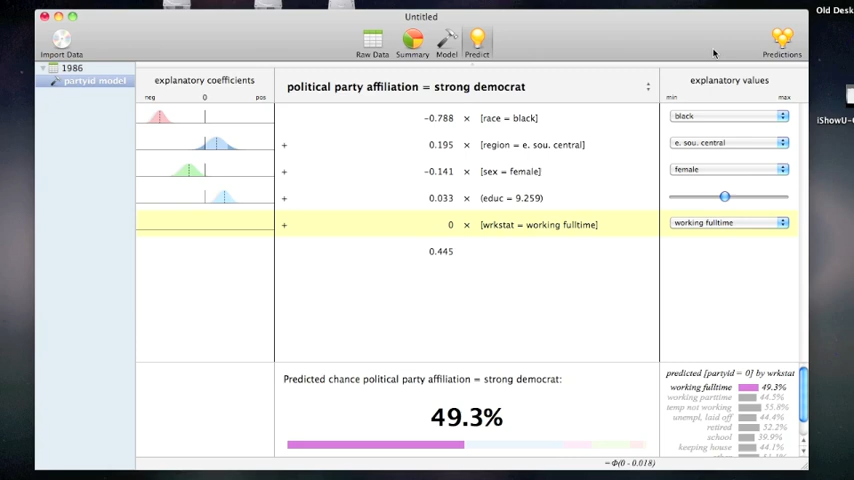 Untitled
Old Desk
Import Data
Raw Data
Summary
Model
Predict
Predictions
1986
partyid model
explanatory coefficients
neg 0 pos
political party affiliation = strong democrat
explanatory values
min max
-0.788 × [race = black]
black
+ 0.195 × [region = e. sou. central]
e. sou. central
+ -0.141 × [sex = female]
female
+ 0.033 × (educ = 9.259)
+ 0 × [wrkstat = working fulltime]
working fulltime
0.445
iShowU-
Predicted chance political party affiliation = strong democrat:
49.3%
=Φ(0 - 0.018)
predicted [partyid = 0] by wrkstat
working fulltime 49.3%
working parttime 44.5%
temp not working 55.8%
unempl, laid off 44.4%
retired 52.2%
school 39.9%
keeping house 44.1%